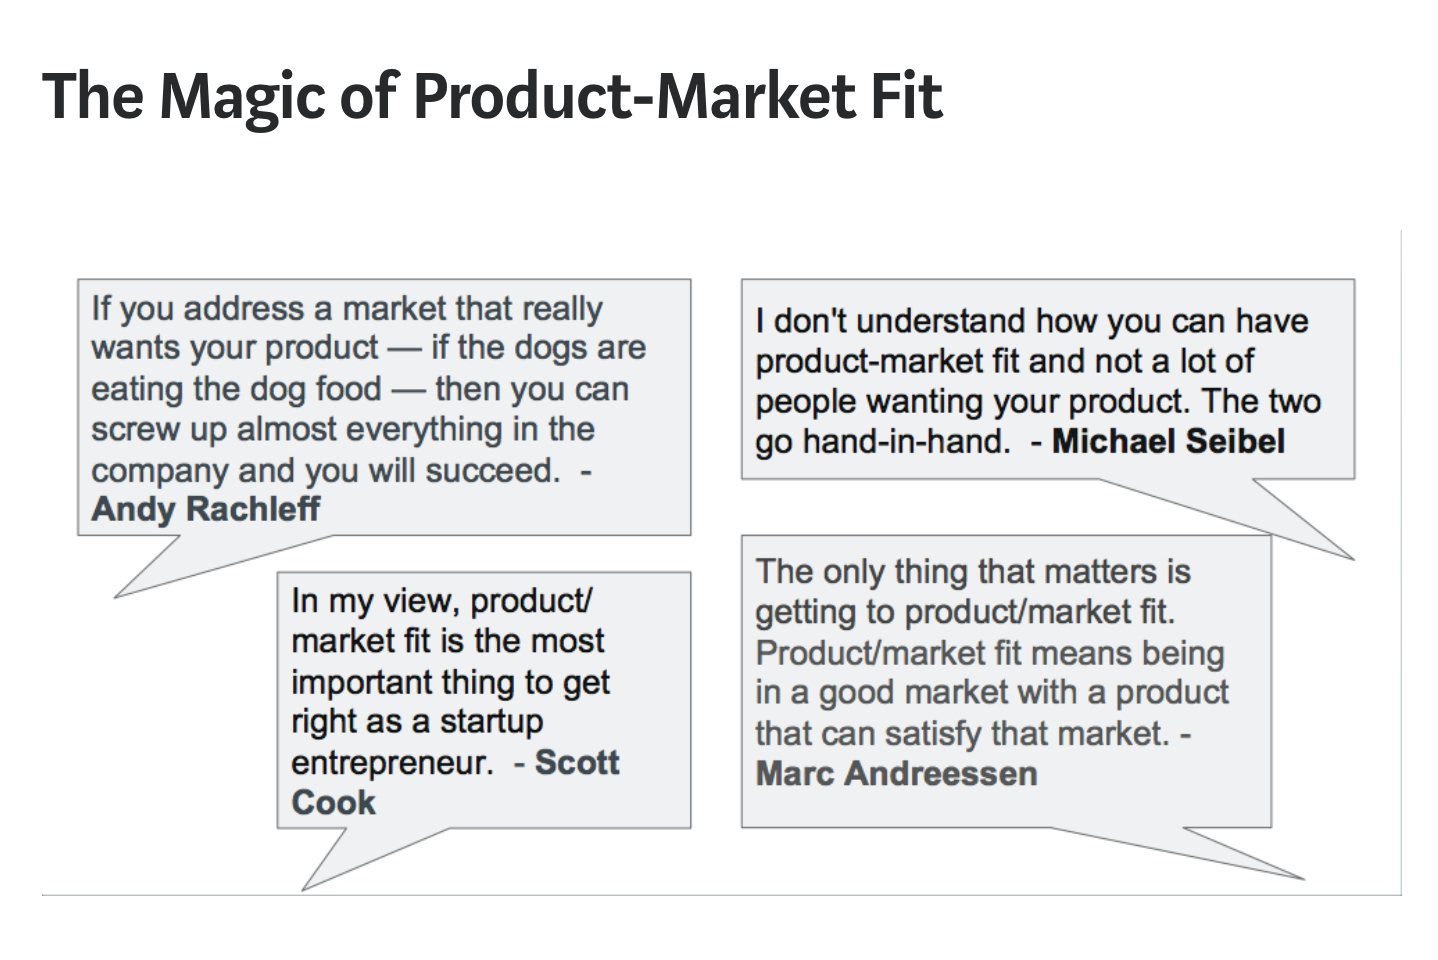 The Magic of Product-Market Fit
If you address a market that really
wants your product — if the dogs are
eating the dog food — then you can
screw up almost everything in the
company and you will succeed.  -
Andy Rachleff
I don't understand how you can have
product-market fit and not a lot of
people wanting your product. The two
go hand-in-hand.  - Michael Seibel
In my view, product/
market fit is the most
important thing to get
right as a startup
entrepreneur.  - Scott
Cook
The only thing that matters is
getting to product/market fit.
Product/market fit means being
in a good market with a product
that can satisfy that market. -
Marc Andreessen